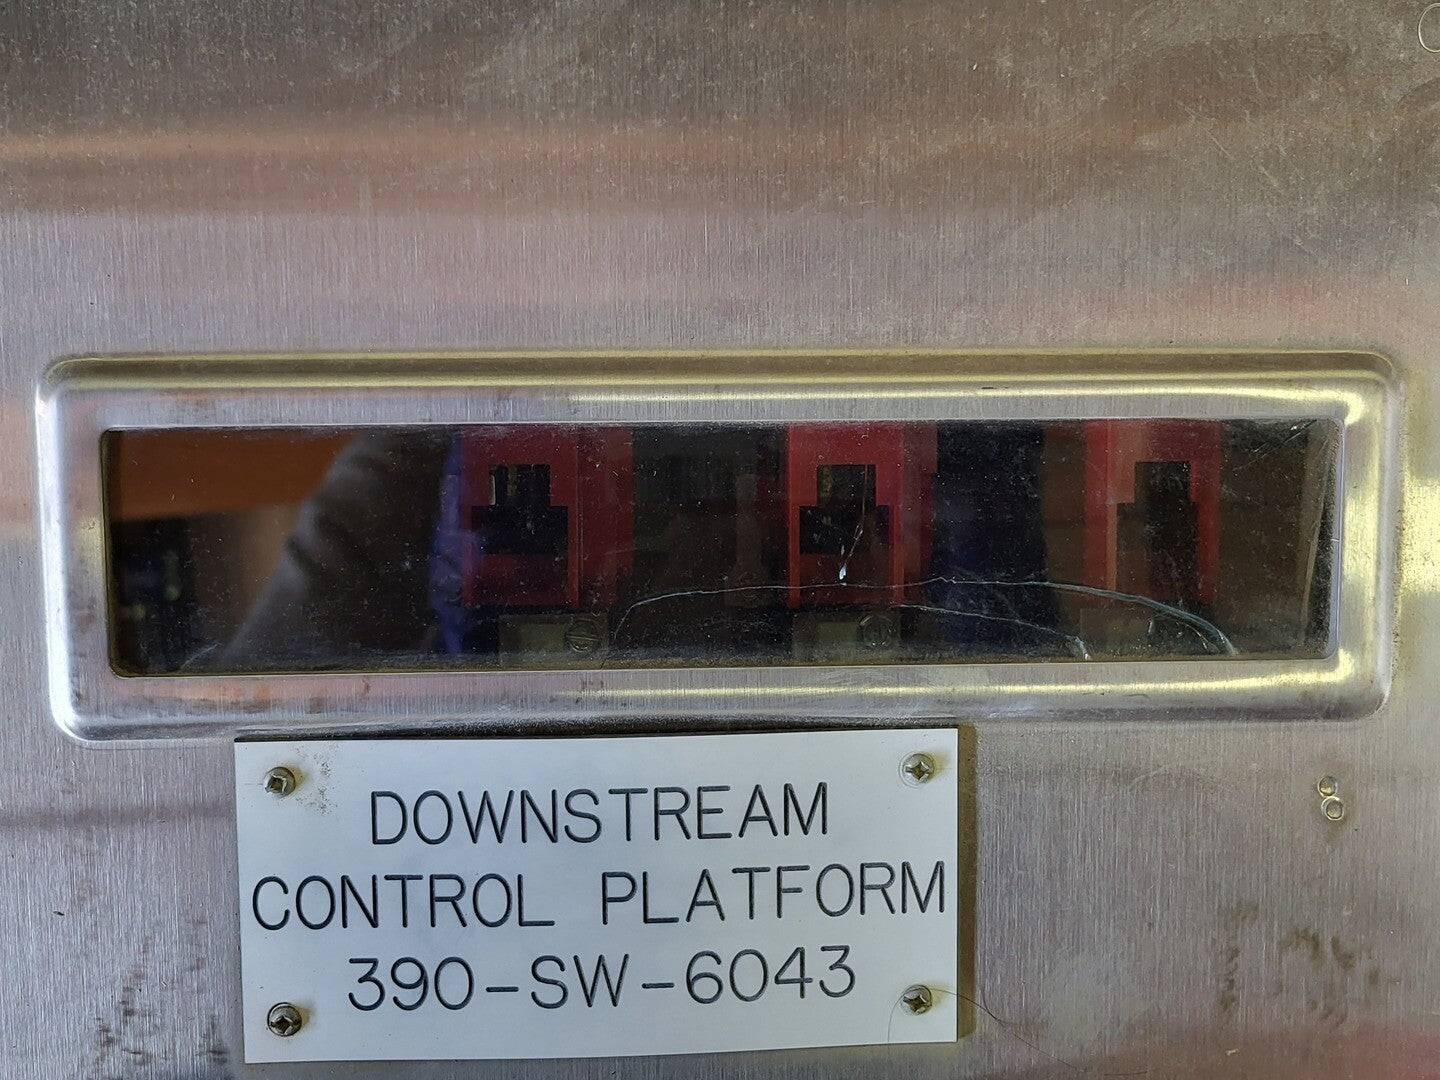 DOWNSTREAM
CONTROL PLATFORM
390-SW-6043